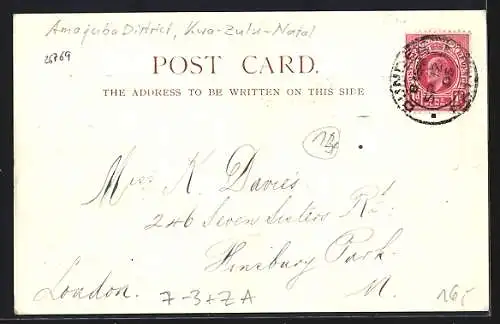 Amajuba District, Kwa-Zulu-Natal
26769
POST CARD.
THE ADDRESS TO BE WRITTEN ON THIS SIDE
Miss K. Davies
246 Seven Sisters Rd.
Finsbury Park.
London. N.
7-3+ZA
16,-